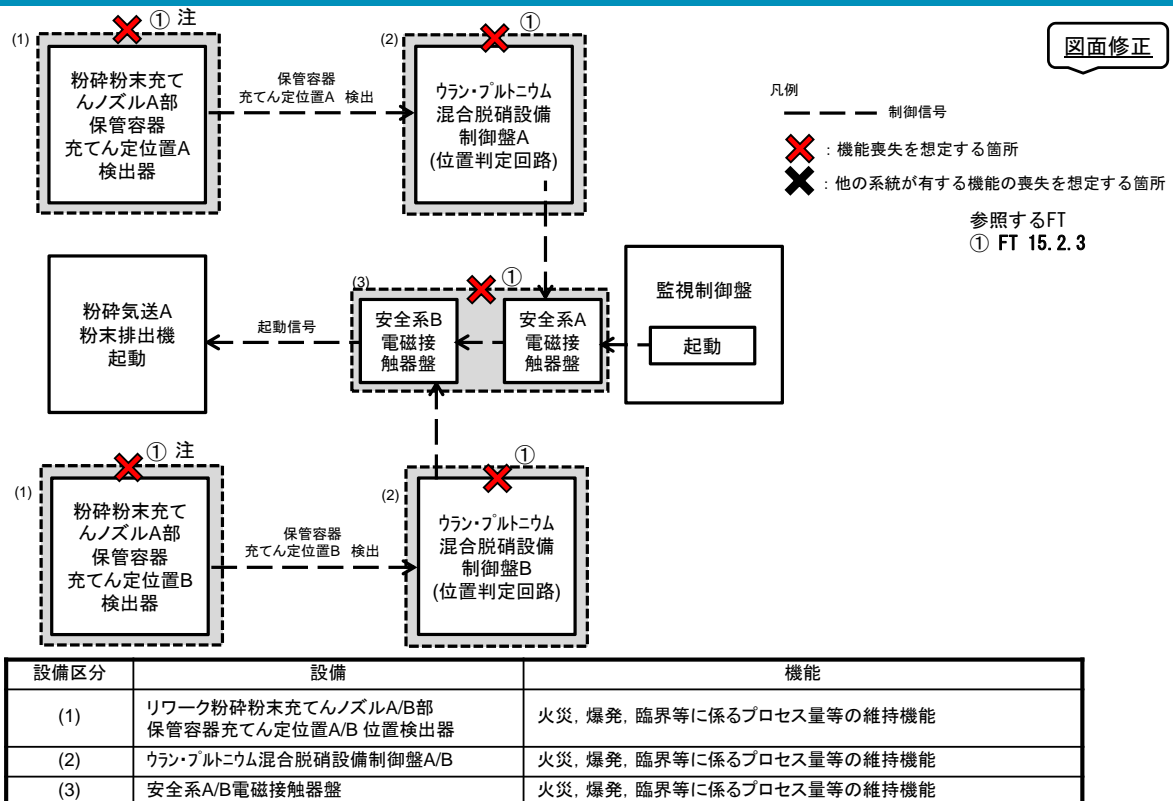 図面修正
(1)
① 注
粉砕粉末充て
んノズルA部
保管容器
充てん定位置A
検出器
保管容器
充てん定位置A 検出
(2)
①
ウラン・プルトニウム
混合脱硝設備
制御盤A
(位置判定回路)
凡例
制御信号
：機能喪失を想定する箇所
：他の系統が有する機能の喪失を想定する箇所
参照するFT
① FT 15.2.3
粉砕気送A
粉末排出機
起動
起動信号
(3)
①
安全系B
電磁接
触器盤
安全系A
電磁接
触器盤
監視制御盤
起動
(1)
① 注
粉砕粉末充て
んノズルA部
保管容器
充てん定位置B
検出器
保管容器
充てん定位置B 検出
(2)
①
ウラン・プルトニウム
混合脱硝設備
制御盤B
(位置判定回路)
設備区分 設備 機能
(1) リワーク粉砕粉末充てんノズルA/B部
保管容器充てん定位置A/B 位置検出器 火災，爆発，臨界等に係るプロセス量等の維持機能
(2) ウラン・プルトニウム混合脱硝設備制御盤A/B 火災，爆発，臨界等に係るプロセス量等の維持機能
(3) 安全系A/B電磁接触器盤 火災，爆発，臨界等に係るプロセス量等の維持機能